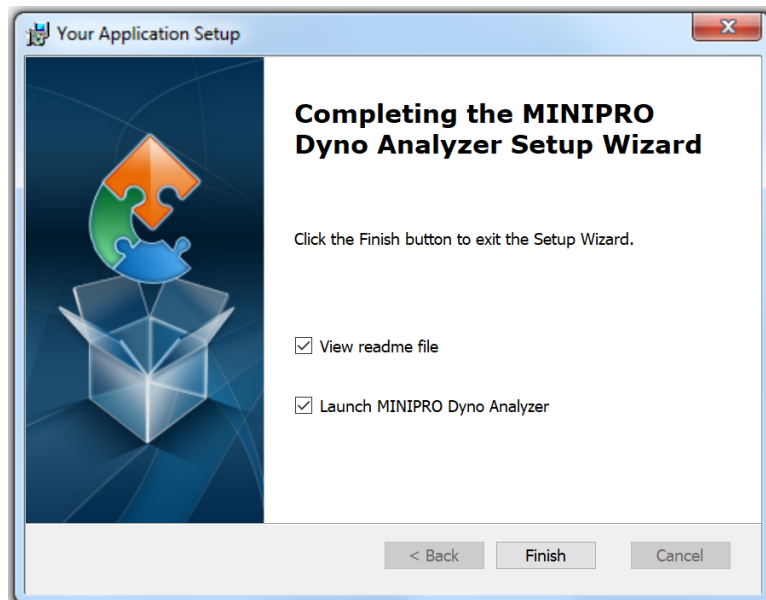 Your Application Setup
Completing the MINIPRO
Dyno Analyzer Setup Wizard
Click the Finish button to exit the Setup Wizard.
View readme file
Launch MINIPRO Dyno Analyzer
< Back Finish Cancel